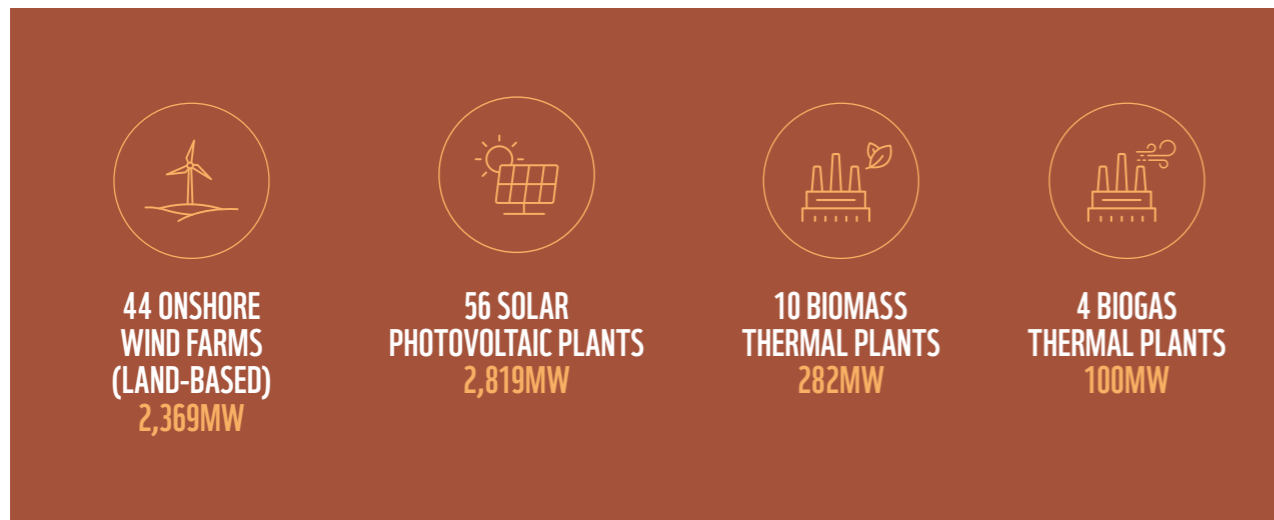 44 ONSHORE
WIND FARMS
(LAND-BASED)
2,369MW
56 SOLAR
PHOTOVOLTAIC PLANTS
2,819MW
10 BIOMASS
THERMAL PLANTS
282MW
4 BIOGAS
THERMAL PLANTS
100MW